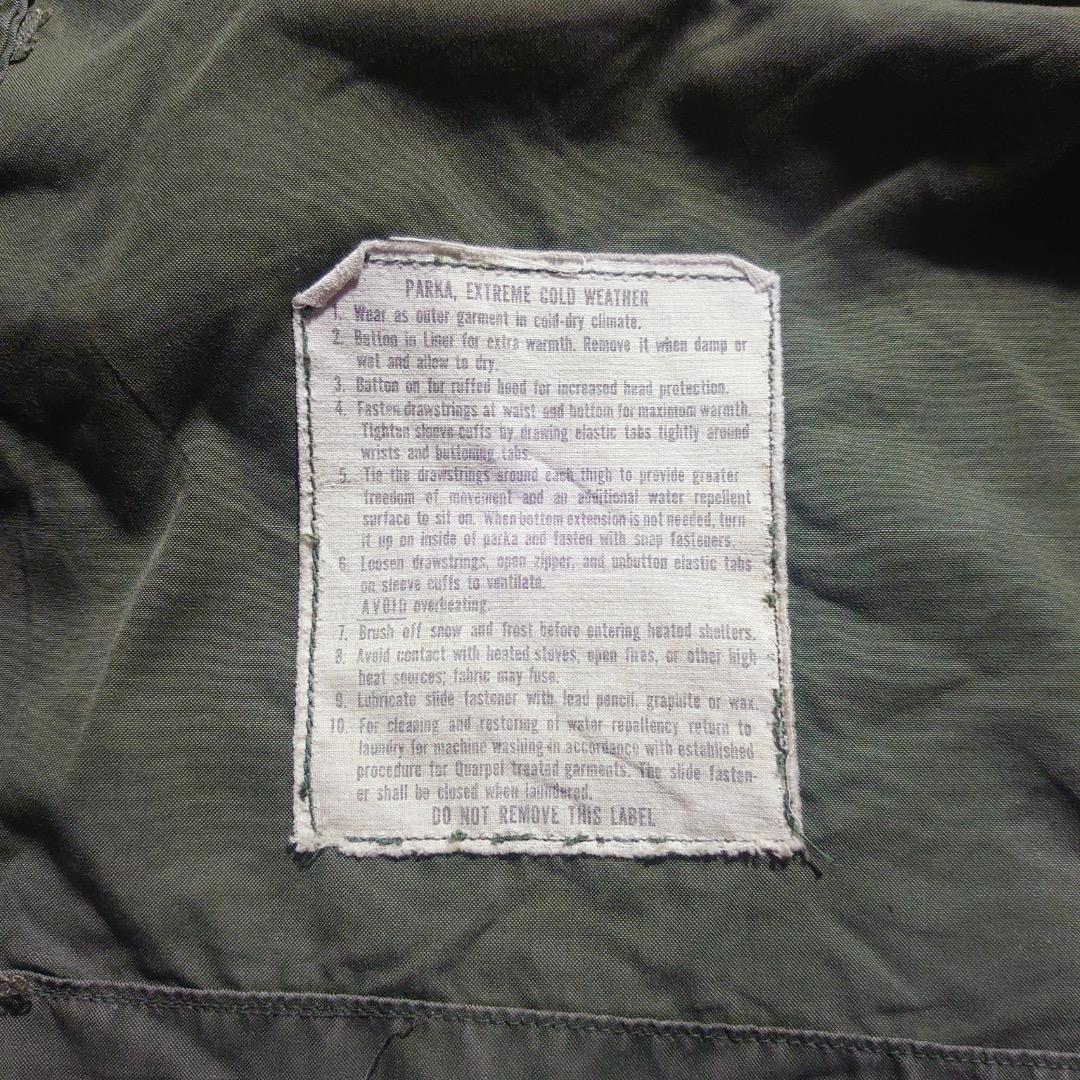 PARKA, EXTREME COLD WEATHER
1. Wear as outer garment in cold-dry climate.
2. Button in Liner for extra warmth. Remove it when damp or
wet and allow to dry.
3. Button on fur ruffed hood for increased head protection.
4. Fasten drawstrings at waist and bottom for maximum warmth.
Tighten sleeve cuffs by drawing elastic tabs tightly around
wrists and buttoning tabs.
5. Tie the drawstrings around each thigh to provide greater
freedom of movement and an additional water repellent
surface to sit on. When bottom extension is not needed, turn
it up on inside of parka and fasten with snap fasteners.
6. Loosen drawstrings, open zipper, and unbutton elastic tabs
on sleeve cuffs to ventilate.
AVOID overheating.
7. Brush off snow and frost before entering heated shelters.
8. Avoid contact with heated stoves, open fires, or other high
heat sources; fabric may fuse.
9. Lubricate slide fastener with lead pencil, graphite or wax.
10. For cleaning and restoring of water repellency return to
laundry for machine washing in accordance with established
procedure for Quarpel treated garments. The slide fasten-
er shall be closed when laundered.
DO NOT REMOVE THIS LABEL